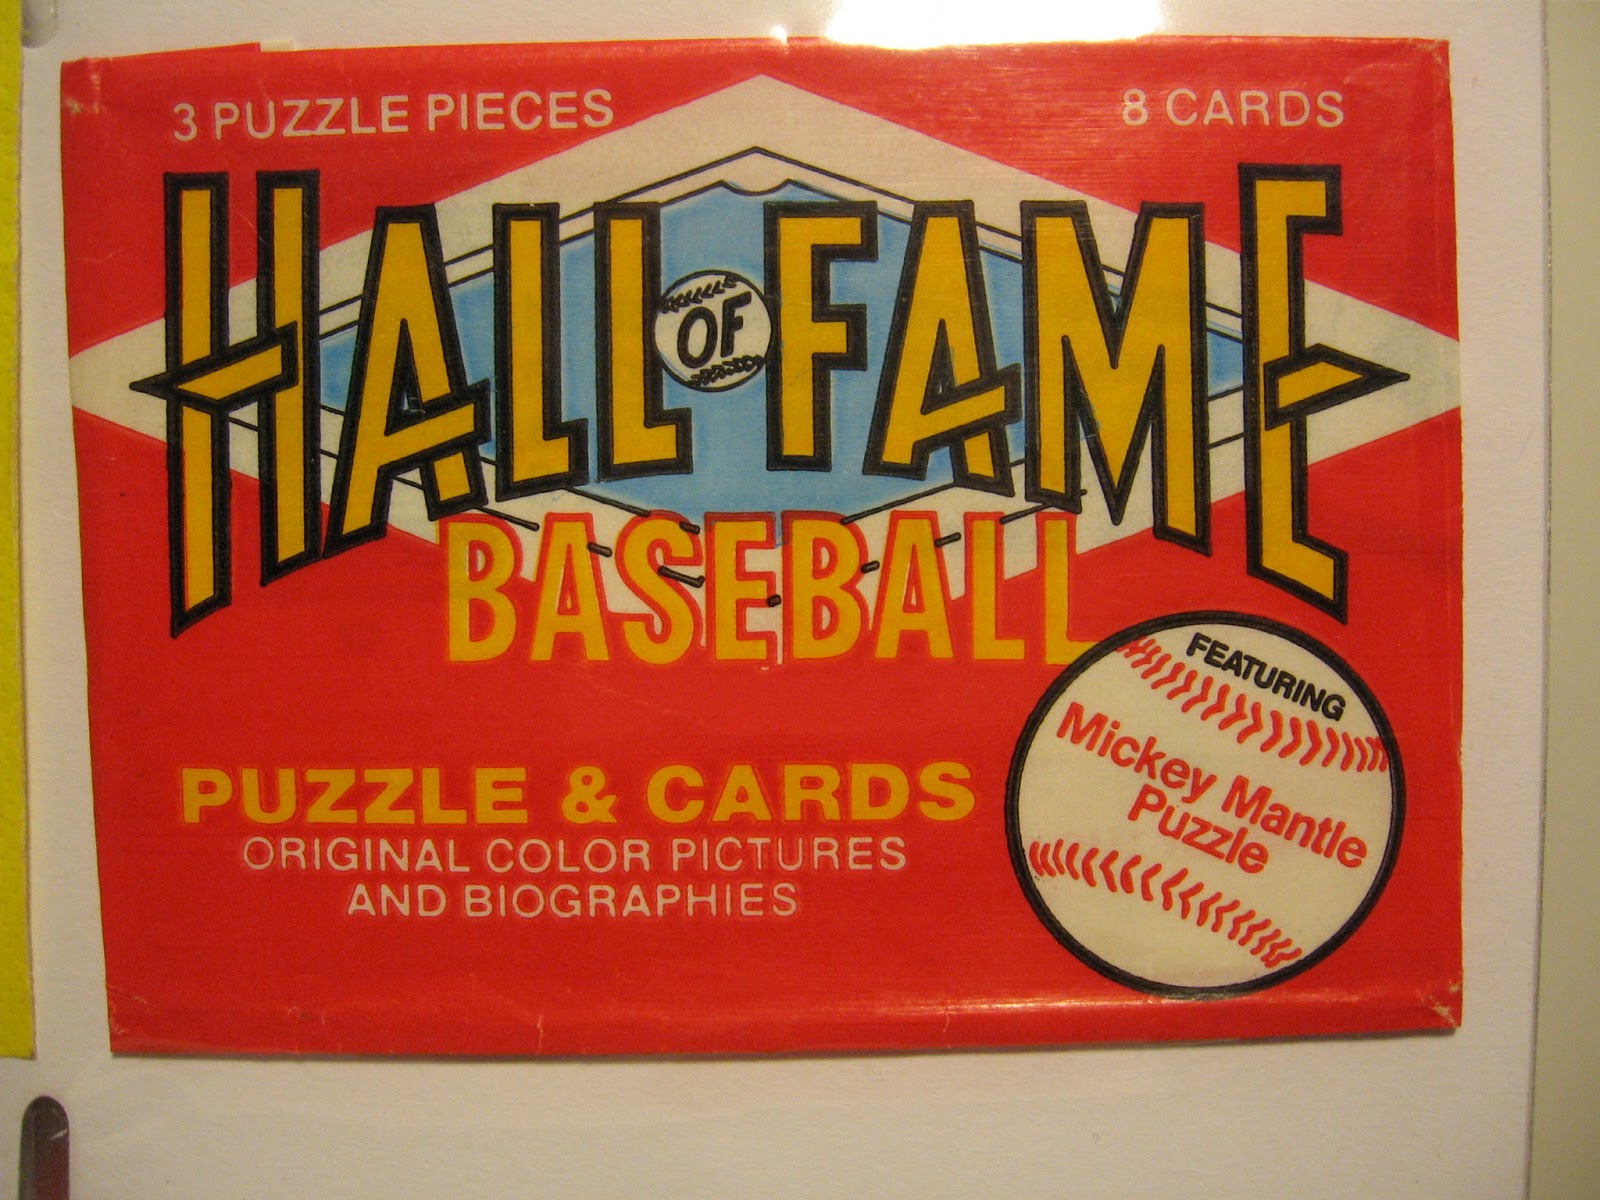 3 PUZZLE PIECES
8 CARDS
HALL OF FAME
BASEBALL
FEATURING
Mickey Mantle
Puzzle
PUZZLE & CARDS
ORIGINAL COLOR PICTURES
AND BIOGRAPHIES